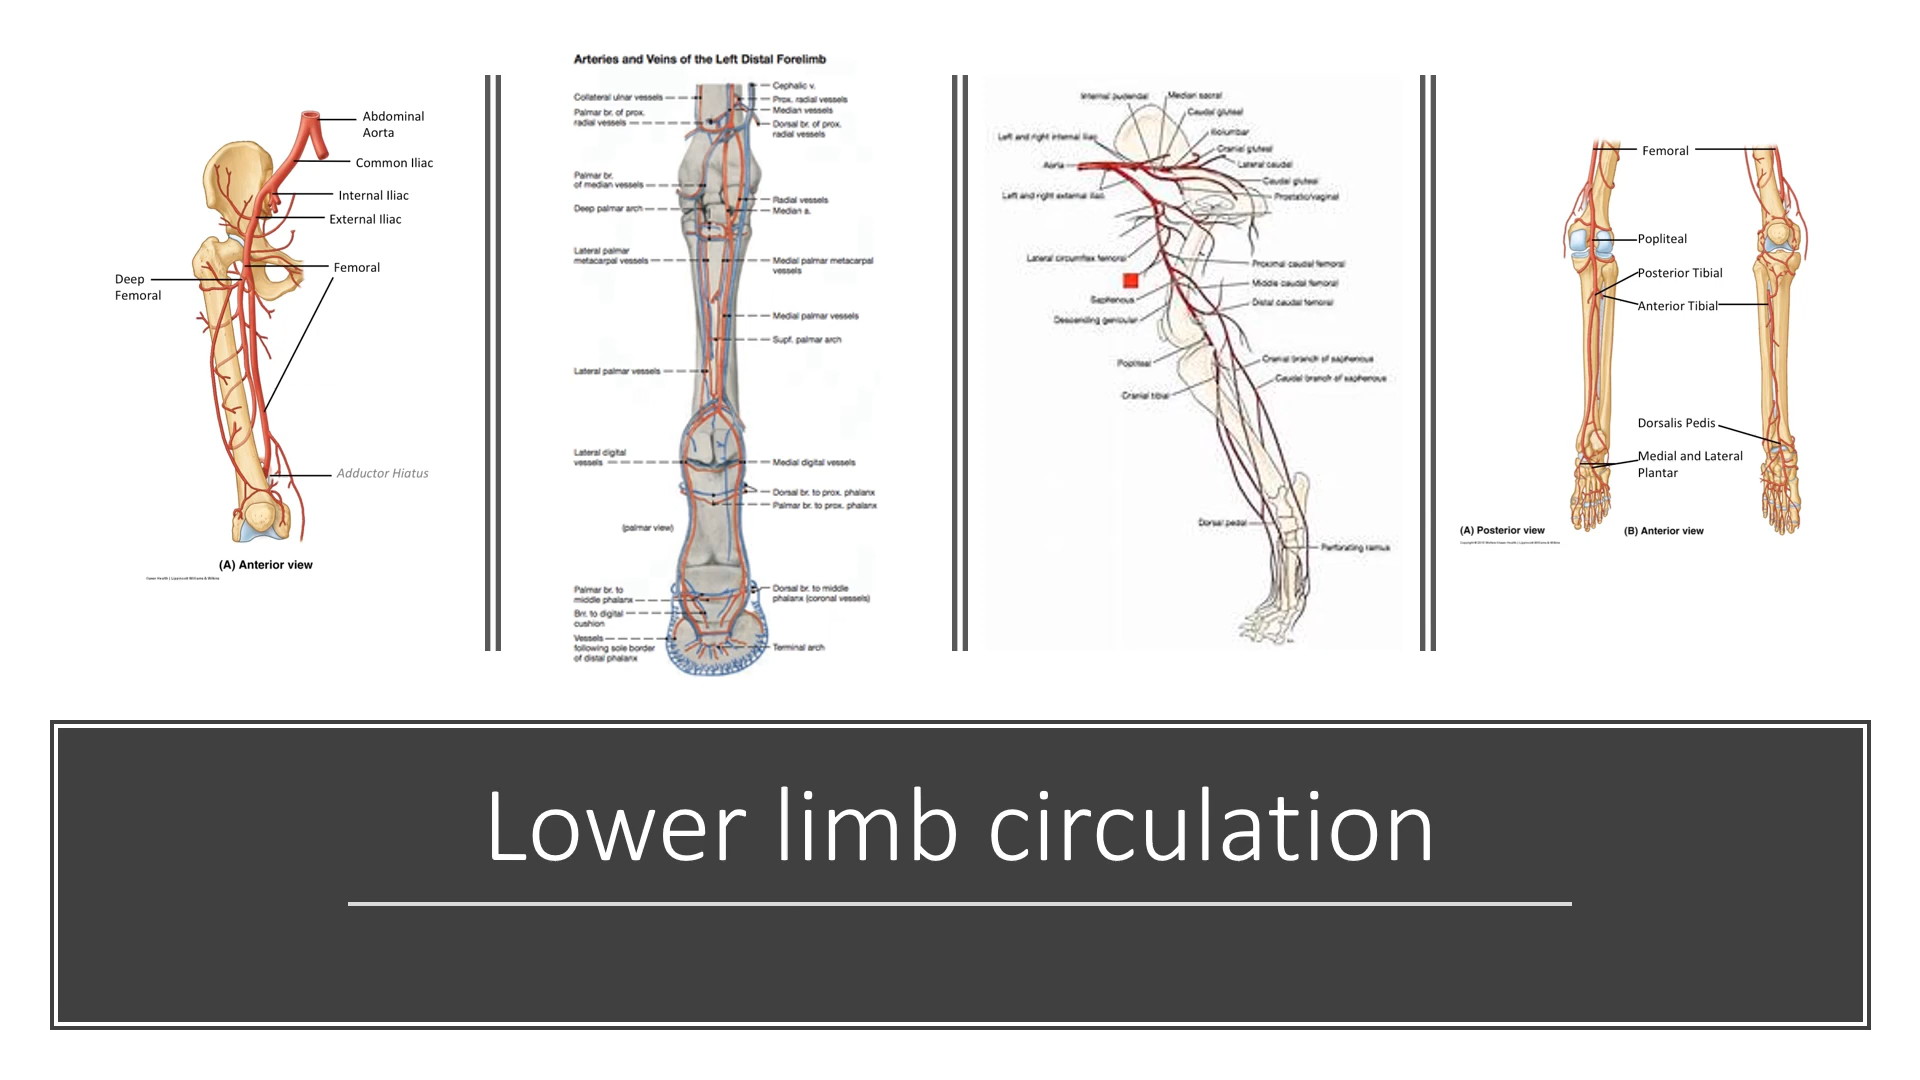 Abdominal
Aorta
Common Iliac
Internal Iliac
External Iliac
Femoral
Deep
Femoral
Adductor Hiatus
(A) Anterior view
Arteries and Veins of the Left Distal Forelimb
Collateral ulnar vessels
Palmar br. of prox.
radial vessels
Palmar br.
of median vessels
Deep palmar arch
Lateral palmar
metacarpal vessels
Lateral palmar vessels
Lateral digital
vessels
(palmar view)
Palmar br. to
middle phalanx
Brr. to digital
cushion
Vessels
following sole border
of distal phalanx
Cephalic v.
Prox. radial vessels
Median vessels
Dorsal br. of prox.
radial vessels
Radial vessels
Median a.
Medial palmar metacarpal
vessels
Medial palmar vessels
Supf. palmar arch
Medial digital vessels
Dorsal br. to prox. phalanx
Palmar br. to prox. phalanx
Dorsal br. to middle
phalanx (coronal vessels)
Terminal arch
Internal pudendal
Median sacral
Caudal gluteal
Iliolumbar
Cranial gluteal
Lateral caudal
Caudal gluteal
Prostatic/vaginal
Left and right internal iliac
Aorta
Left and right external iliac
Lateral circumflex femoral
Saphenous
Descending genicular
Popliteal
Cranial tibial
Proximal caudal femoral
Middle caudal femoral
Distal caudal femoral
Cranial branch of saphenous
Caudal branch of saphenous
Dorsal pedal
Perforating ramus
Femoral
Popliteal
Posterior Tibial
Anterior Tibial
Dorsalis Pedis
Medial and Lateral
Plantar
(A) Posterior view
(B) Anterior view
Lower limb circulation